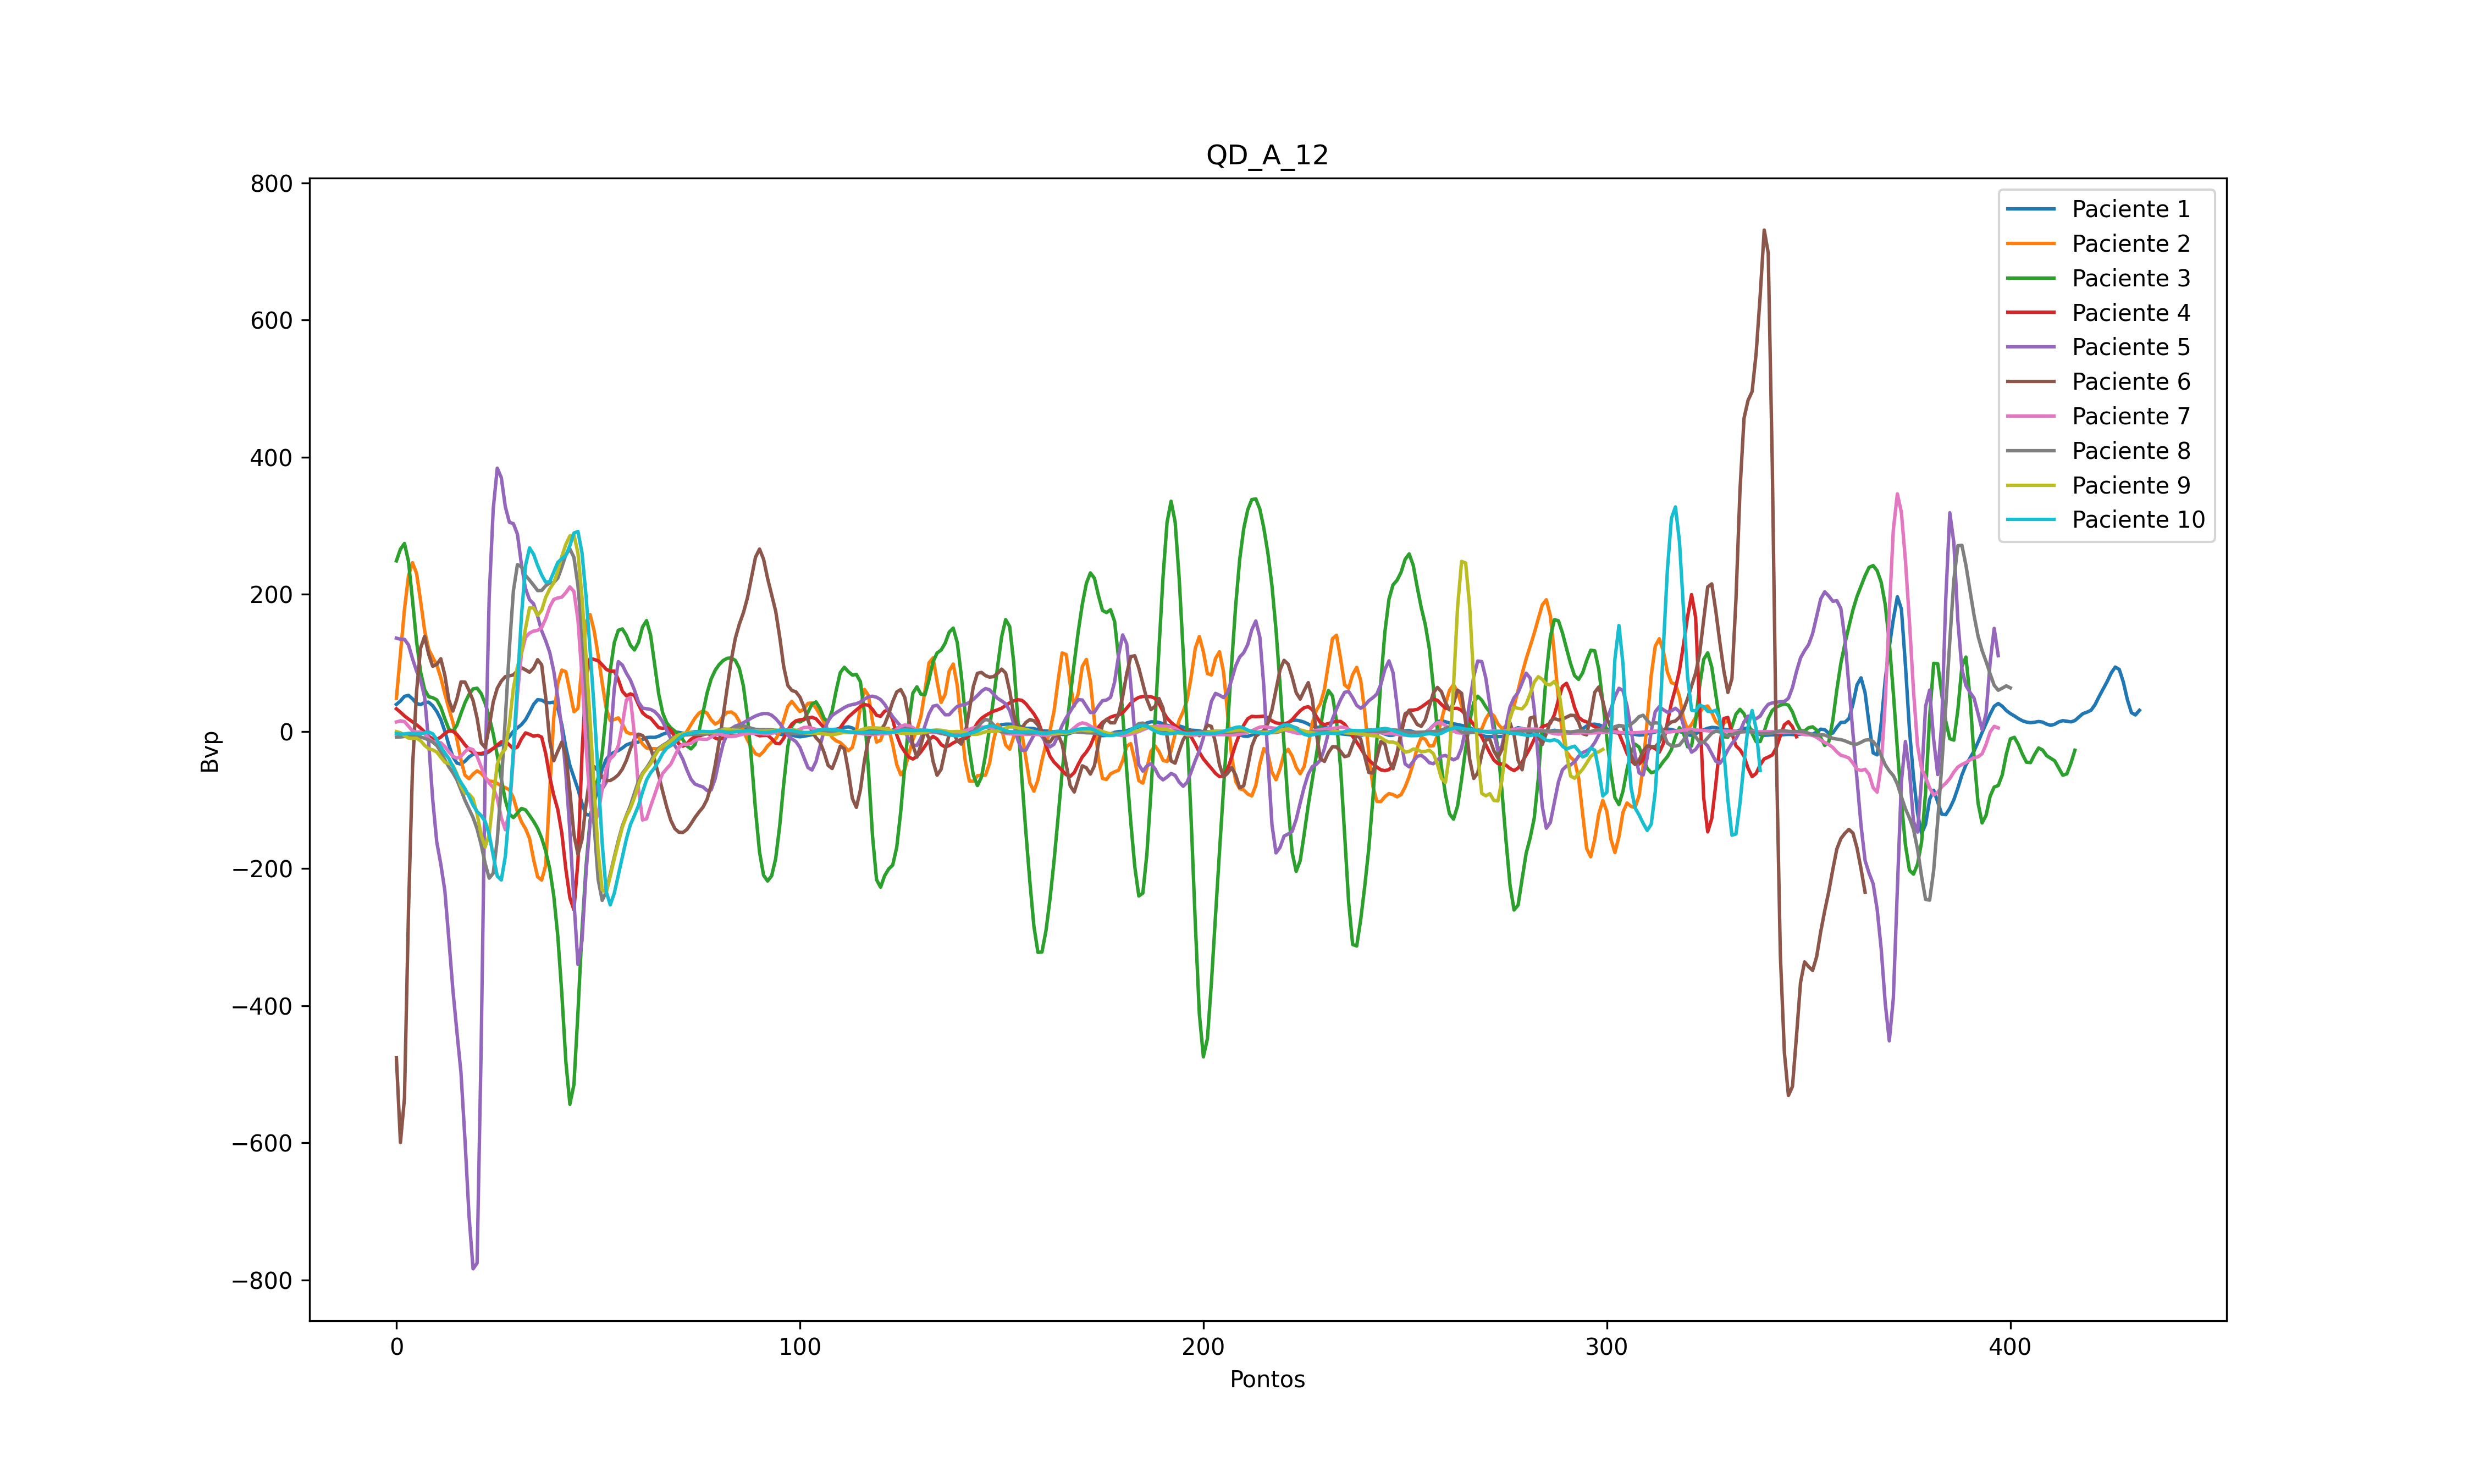 QD_A_12
800
600
400
200
0
−200
−400
−600
−800
Bvp
0 100 200 300 400
Pontos
Paciente 1
Paciente 2
Paciente 3
Paciente 4
Paciente 5
Paciente 6
Paciente 7
Paciente 8
Paciente 9
Paciente 10